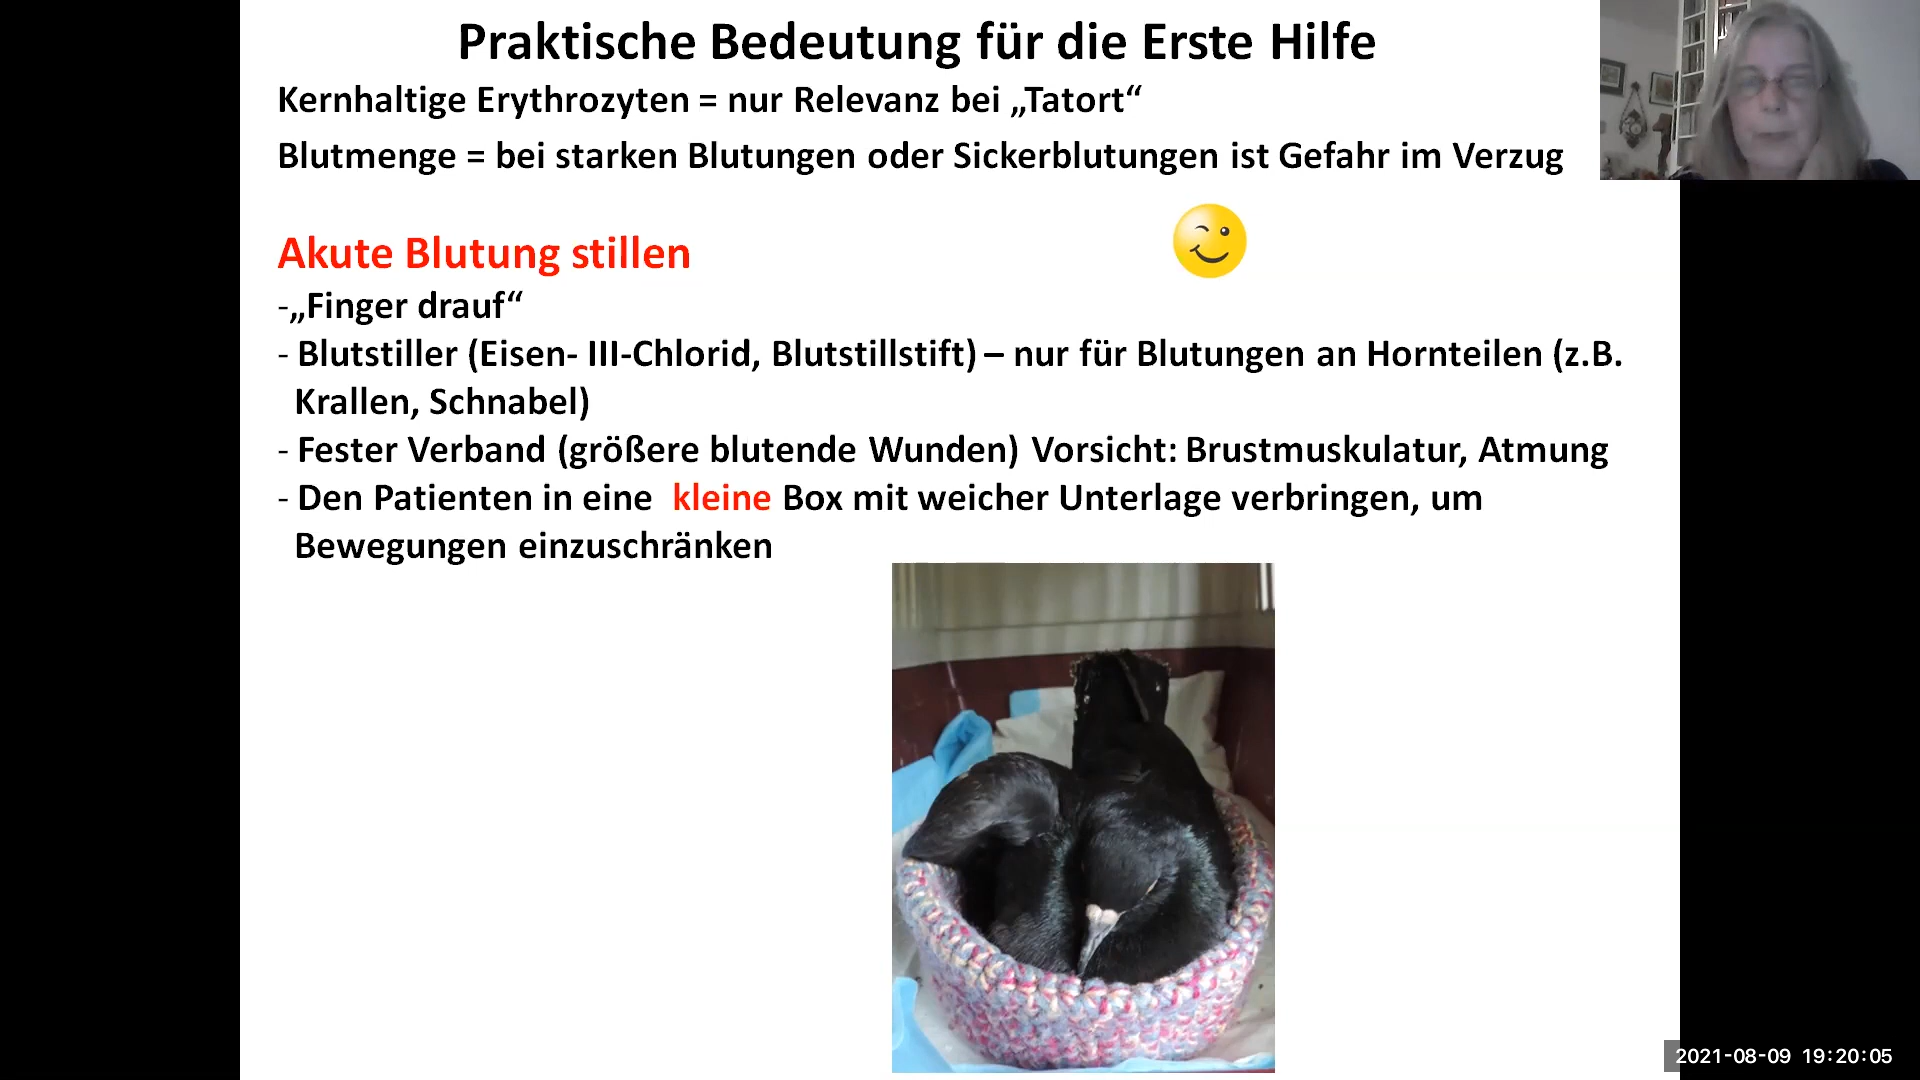 Praktische Bedeutung für die Erste Hilfe
Kernhaltige Erythrozyten = nur Relevanz bei „Tatort“
Blutmenge = bei starken Blutungen oder Sickerblutungen ist Gefahr im Verzug
Akute Blutung stillen
-„Finger drauf“
- Blutstiller (Eisen- III-Chlorid, Blutstillstift) – nur für Blutungen an Hornteilen (z.B.
Krallen, Schnabel)
- Fester Verband (größere blutende Wunden) Vorsicht: Brustmuskulatur, Atmung
- Den Patienten in eine kleine Box mit weicher Unterlage verbringen, um
Bewegungen einzuschränken
2021-08-09 19:20:05